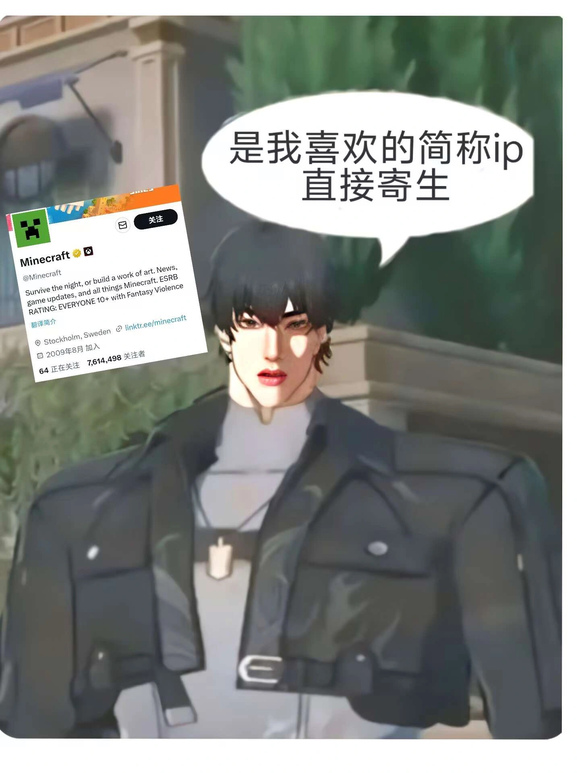 是我喜欢的简称ip
直接寄生
关注
Minecraft
@Minecraft
Survive the night, or build a work of art. News,
game updates, and all things Minecraft. ESRB
RATING: EVERYONE 10+ with Fantasy Violence
翻译简介
Stockholm, Sweden linktr.ee/minecraft
2009年8月 加入
64 正在关注 7,614,498 关注者